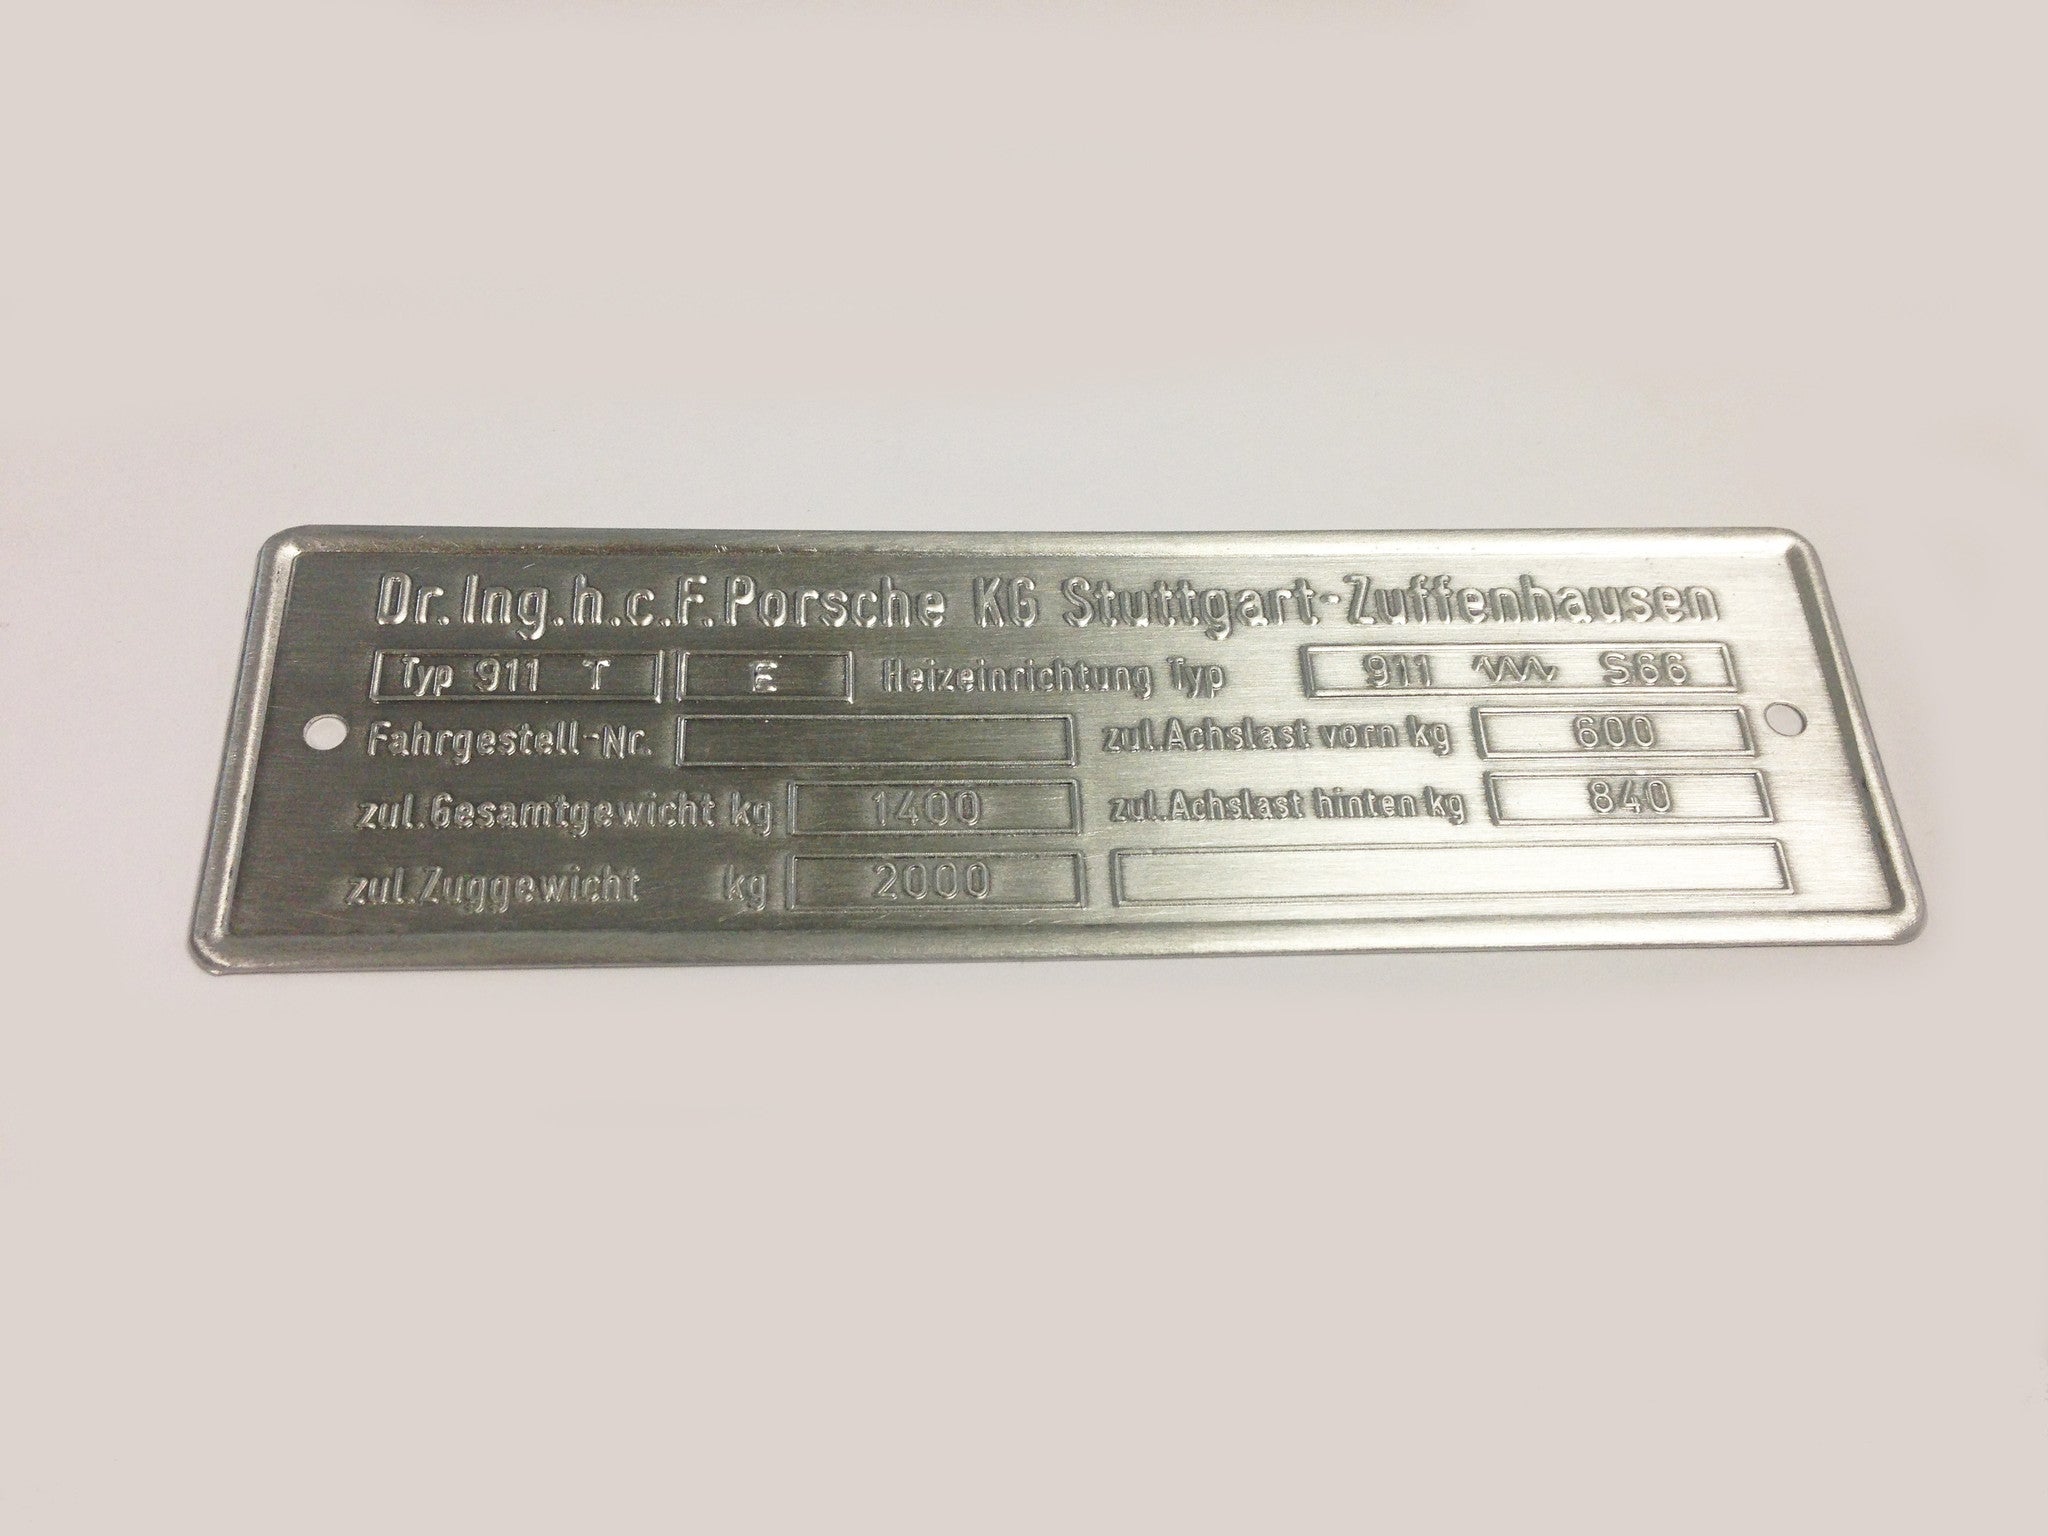 Dr.Ing.h.c.F.Porsche KG Stuttgart-Zuffenhausen
Typ 911 T E Heizeinrichtung Typ 911 S66
Fahrgestell-Nr. zul.Achslast vorn kg 600
zul.Gesamtgewicht kg 1400 zul.Achslast hinten kg 840
zul.Zuggewicht kg 2000